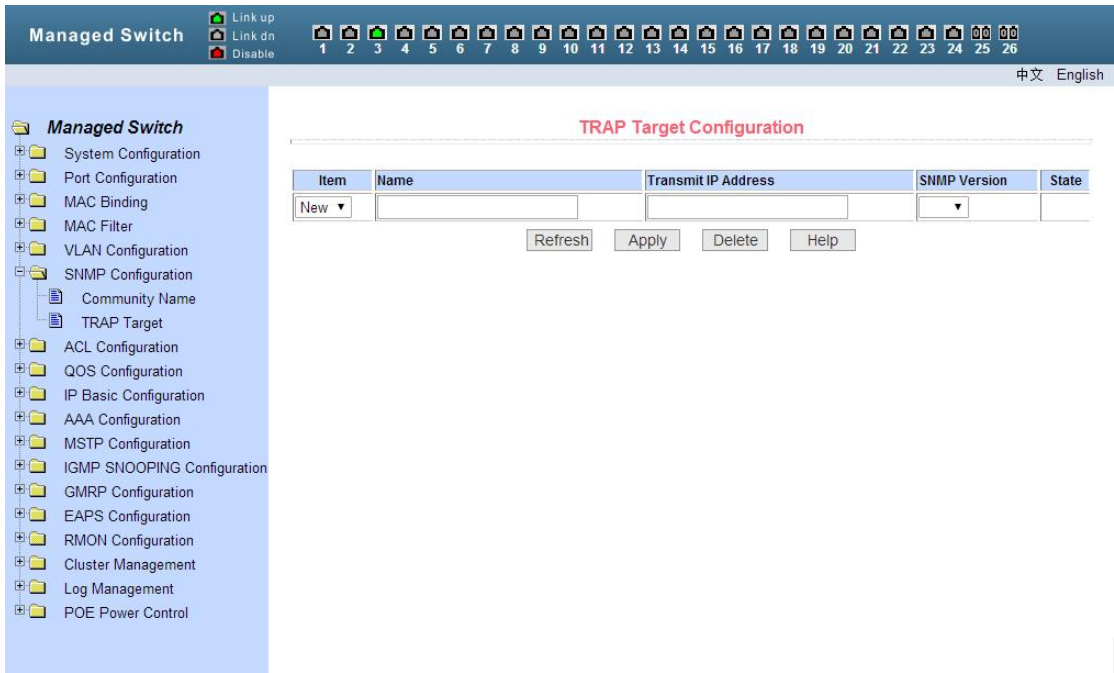 Managed Switch
Link up
Link dn
Disable
1 2 3 4 5 6 7 8 9 10 11 12 13 14 15 16 17 18 19 20 21 22 23 24 25 26
中文 English
Managed Switch
System Configuration
Port Configuration
MAC Binding
MAC Filter
VLAN Configuration
SNMP Configuration
Community Name
TRAP Target
ACL Configuration
QOS Configuration
IP Basic Configuration
AAA Configuration
MSTP Configuration
IGMP SNOOPING Configuration
GMRP Configuration
EAPS Configuration
RMON Configuration
Cluster Management
Log Management
POE Power Control
TRAP Target Configuration
Item Name Transmit IP Address SNMP Version State
New
Refresh Apply Delete Help